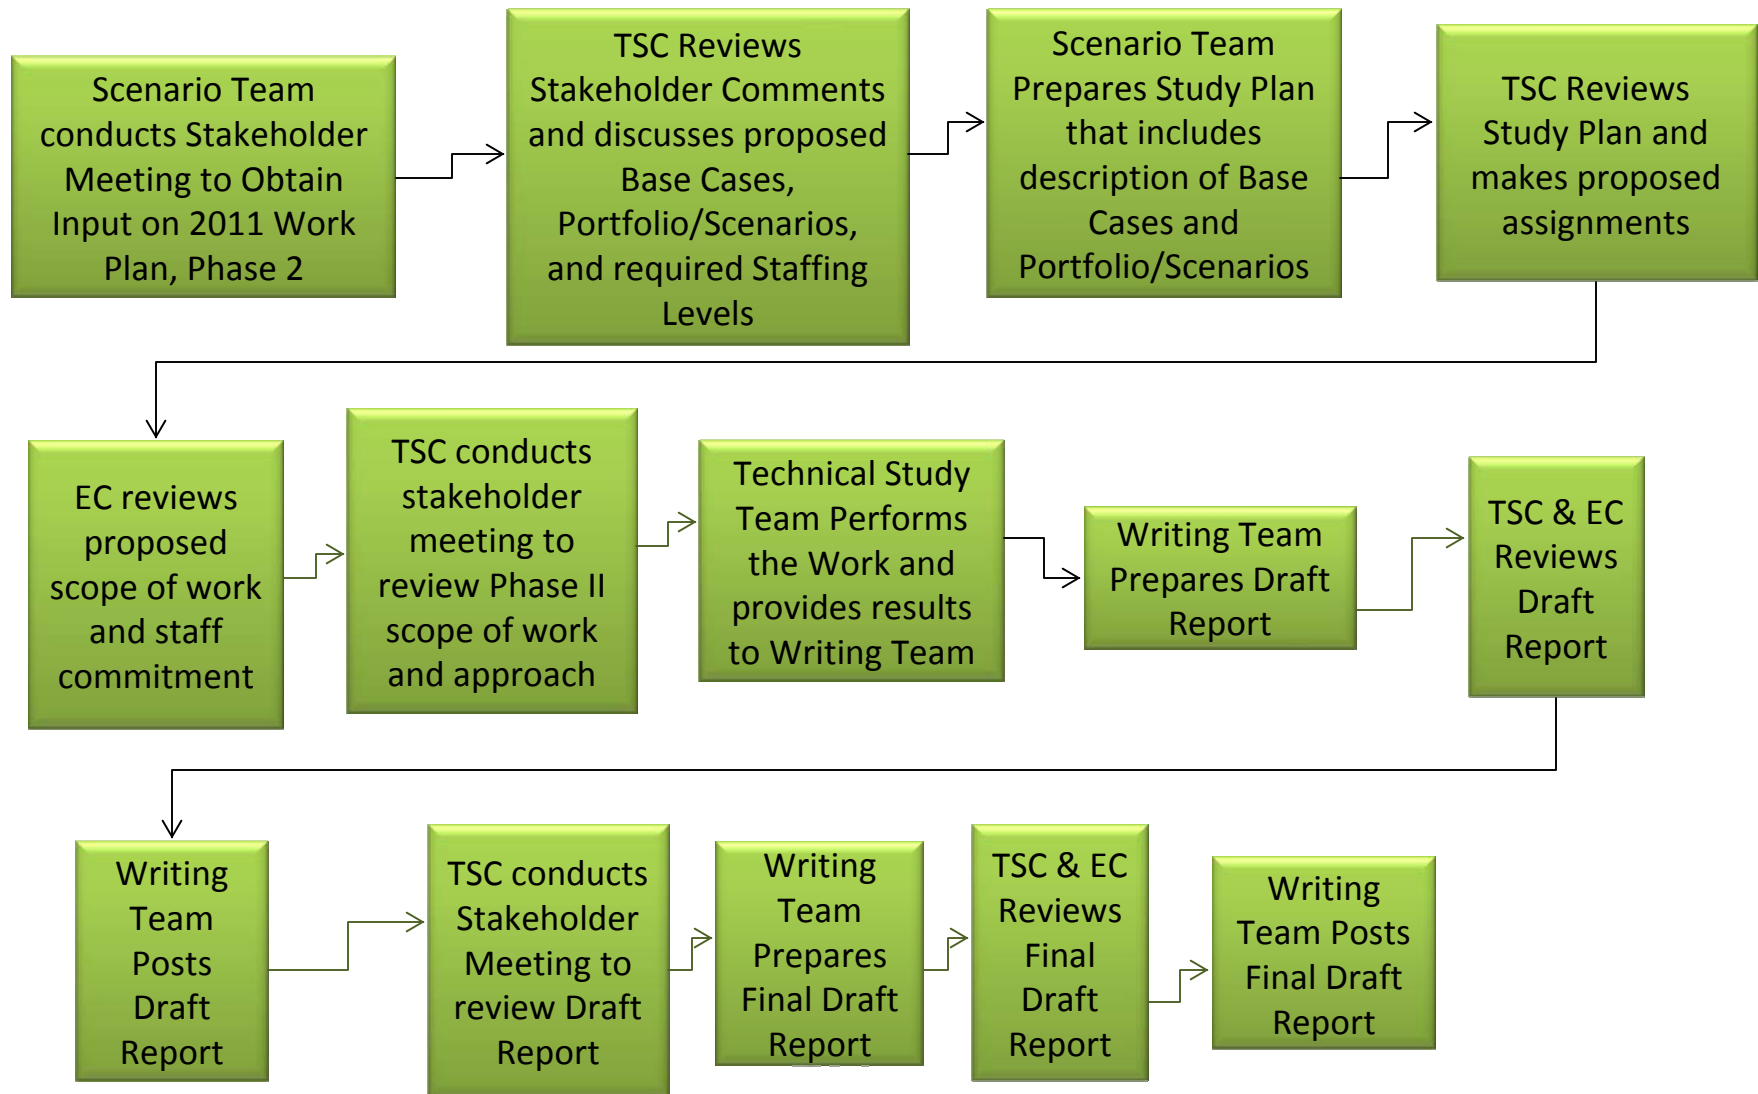 Scenario Team
conducts Stakeholder
Meeting to Obtain
Input on 2011 Work
Plan, Phase 2
TSC Reviews
Stakeholder Comments
and discusses proposed
Base Cases,
Portfolio/Scenarios,
and required Staffing
Levels
Scenario Team
Prepares Study Plan
that includes
description of Base
Cases and
Portfolio/Scenarios
TSC Reviews
Study Plan and
makes proposed
assignments
EC reviews
proposed
scope of work
and staff
commitment
TSC conducts
stakeholder
meeting to
review Phase II
scope of work
and approach
Technical Study
Team Performs
the Work and
provides results
to Writing Team
Writing Team
Prepares Draft
Report
TSC & EC
Reviews
Draft
Report
Writing
Team
Posts
Draft
Report
TSC conducts
Stakeholder
Meeting to
review Draft
Report
Writing
Team
Prepares
Final Draft
Report
TSC & EC
Reviews
Final
Draft
Report
Writing
Team Posts
Final Draft
Report